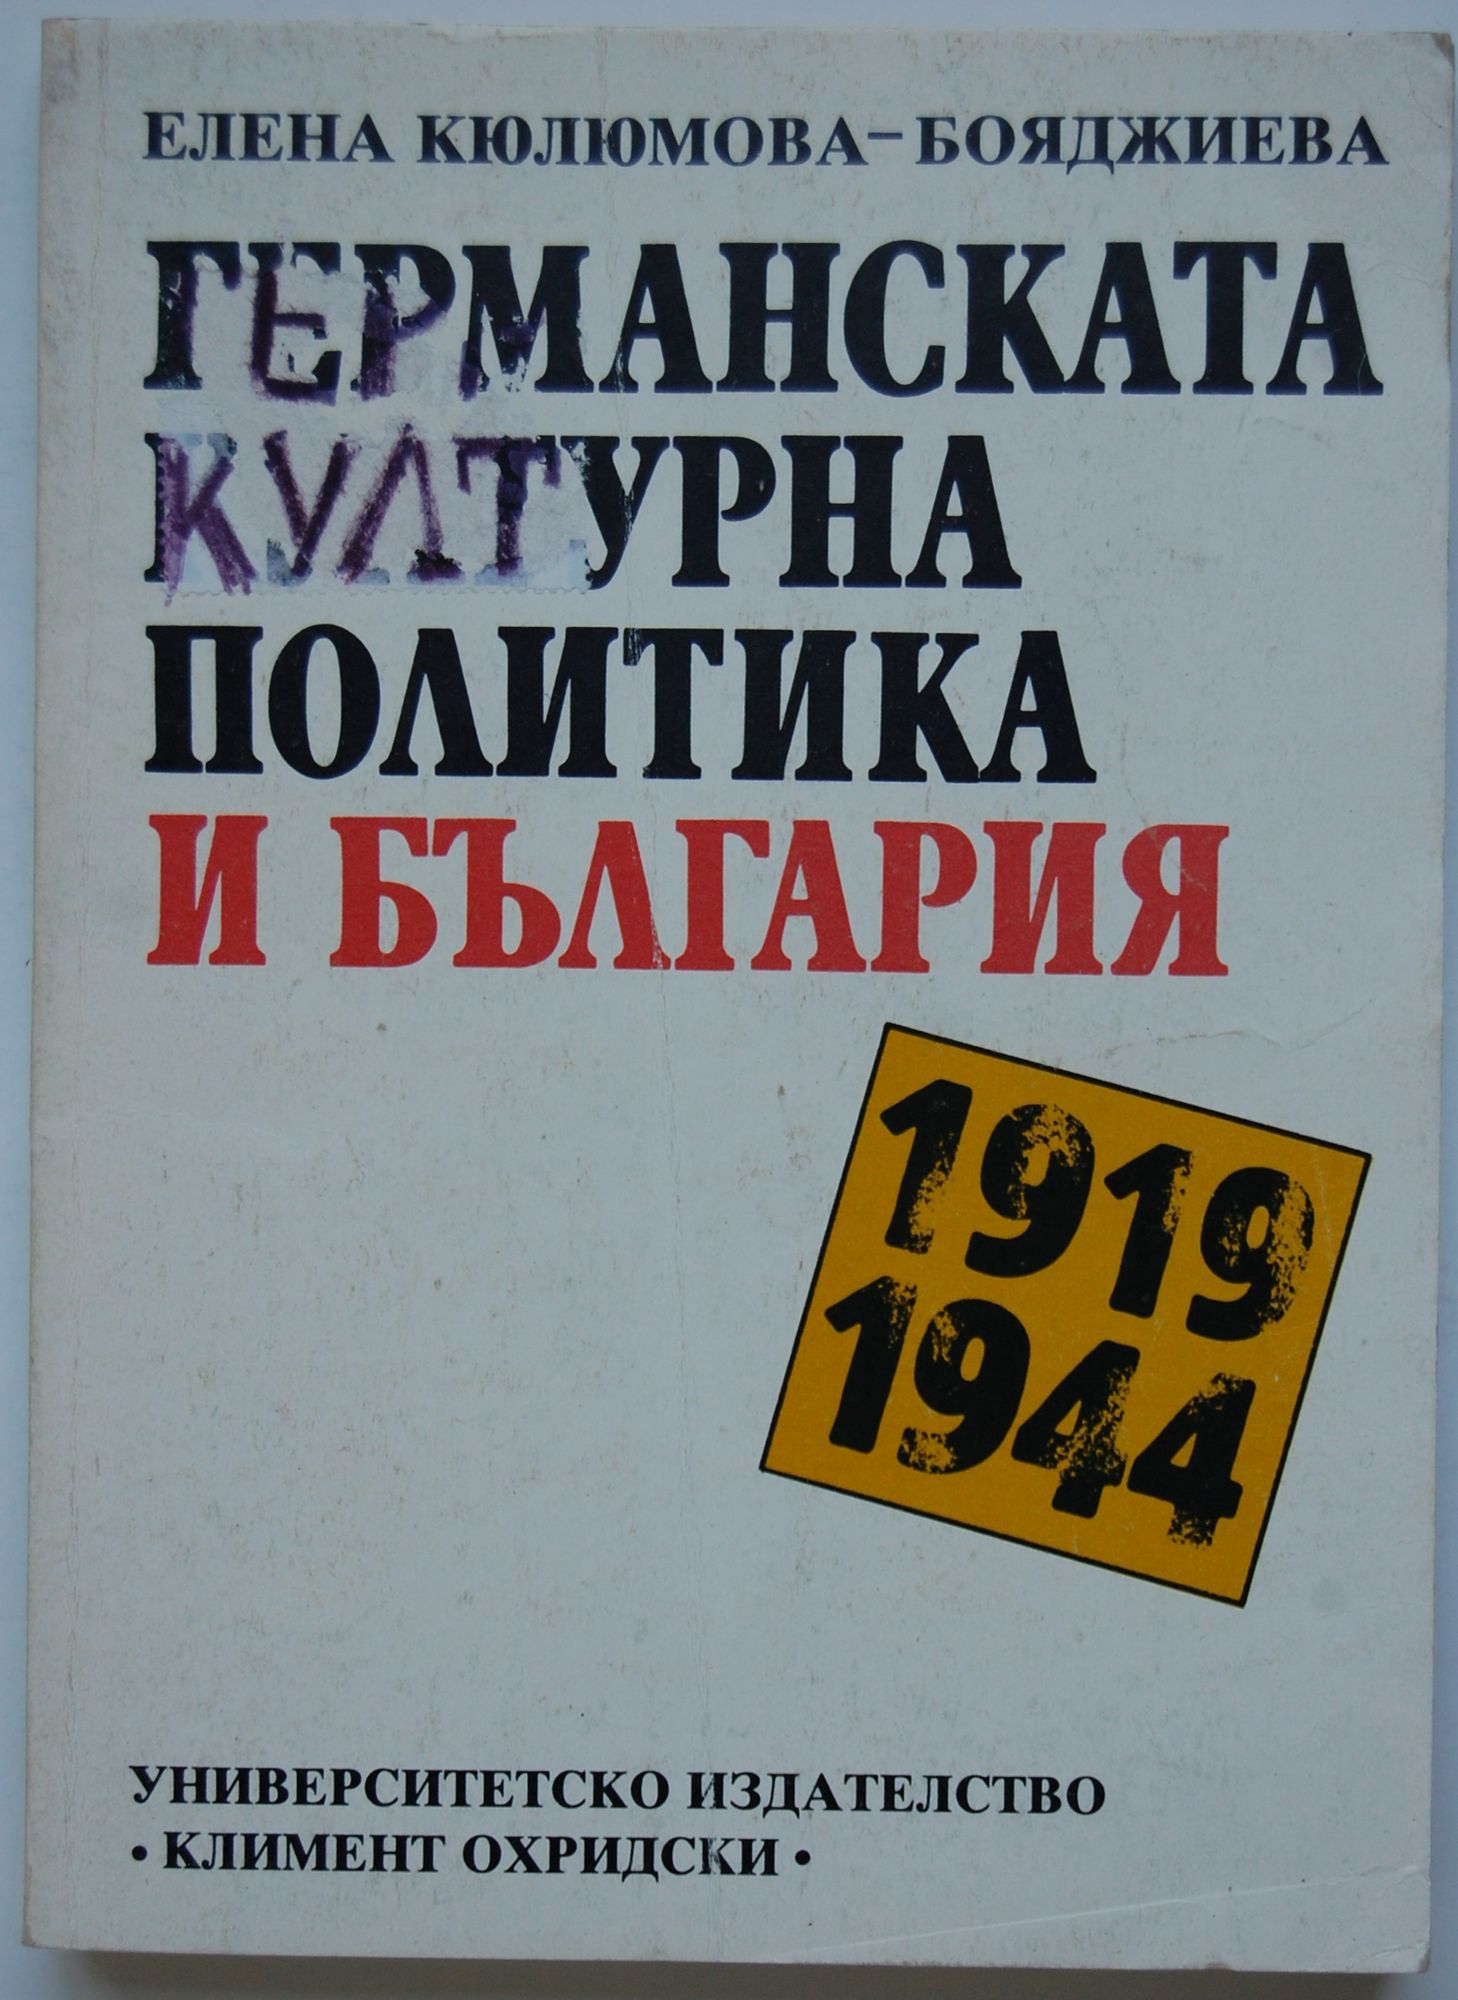 ЕЛЕНА КЮЛЮМОВА-БОЯДЖИЕВА
ГЕРМАНСКАТА
КУЛТУРНА
ПОЛИТИКА
И БЪЛГАРИЯ
1919
1944
УНИВЕРСИТЕТСКО ИЗДАТЕЛСТВО
• КЛИМЕНТ ОХРИДСКИ •